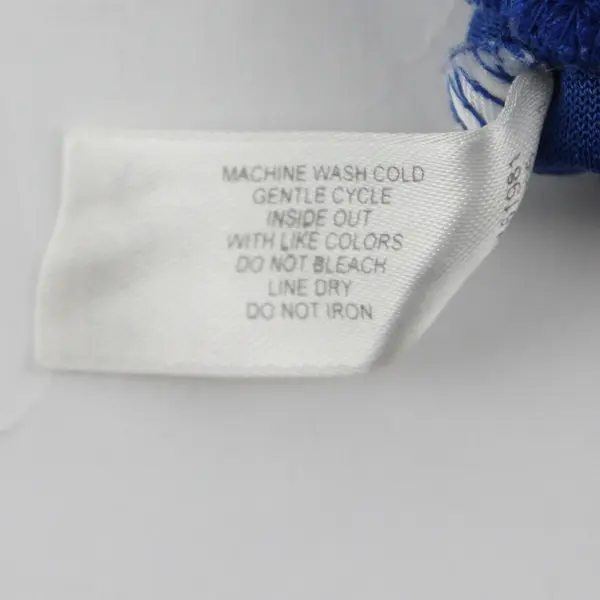 MACHINE WASH COLD
GENTLE CYCLE
INSIDE OUT
WITH LIKE COLORS
DO NOT BLEACH
LINE DRY
DO NOT IRON